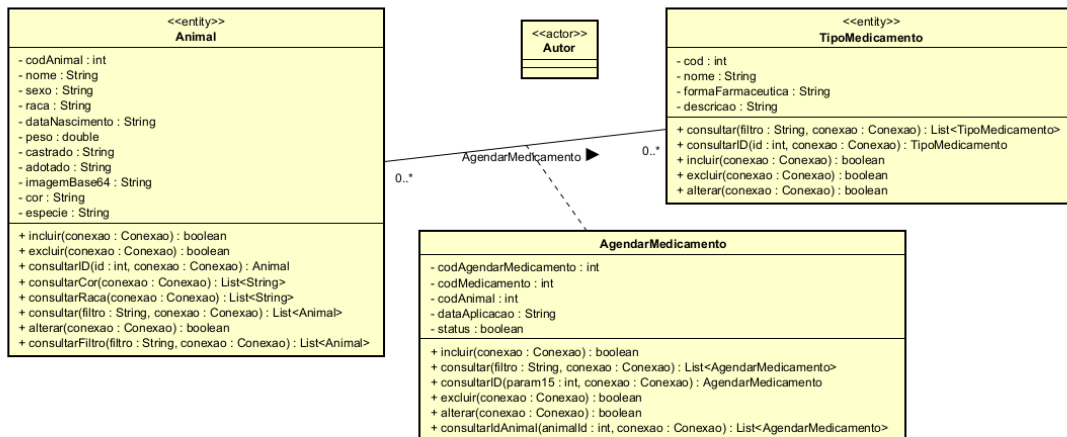 <<entity>>
Animal
- codAnimal : int
- nome : String
- sexo : String
- raca : String
- dataNascimento : String
- peso : double
- castrado : String
- adotado : String
- imagemBase64 : String
- cor : String
- especie : String
+ incluir(conexao : Conexao) : boolean
+ excluir(conexao : Conexao) : boolean
+ consultarID(id : int, conexao : Conexao) : Animal
+ consultarCor(conexao : Conexao) : List<String>
+ consultarRaca(conexao : Conexao) : List<String>
+ consultar(filtro : String, conexao : Conexao) : List<Animal>
+ alterar(conexao : Conexao) : boolean
+ consultarFiltro(filtro : String, conexao : Conexao) : List<Animal>
<<actor>>
Autor
<<entity>>
TipoMedicamento
- cod : int
- nome : String
- formaFarmaceutica : String
- descricao : String
+ consultar(filtro : String, conexao : Conexao) : List<TipoMedicamento>
+ consultarID(id : int, conexao : Conexao) : TipoMedicamento
+ incluir(conexao : Conexao) : boolean
+ excluir(conexao : Conexao) : boolean
+ alterar(conexao : Conexao) : boolean
AgendarMedicamento
0..*
0..*
AgendarMedicamento
- codAgendarMedicamento : int
- codMedicamento : int
- codAnimal : int
- dataAplicacao : String
- status : boolean
+ incluir(conexao : Conexao) : boolean
+ consultar(filtro : String, conexao : Conexao) : List<AgendarMedicamento>
+ consultarID(param15 : int, conexao : Conexao) : AgendarMedicamento
+ excluir(conexao : Conexao) : boolean
+ alterar(conexao : Conexao) : boolean
+ consultarIdAnimal(animalId : int, conexao : Conexao) : List<AgendarMedicamento>